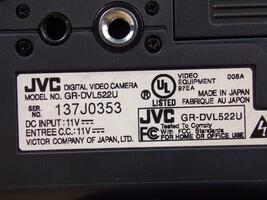 JVC DIGITAL VIDEO CAMERA
MODEL NO. GR-DVL522U
SER. NO. 137J0353
DC INPUT: 11V
ENTREE C.C.: 11V
VICTOR COMPANY OF JAPAN, LTD.
UL
LISTED
VIDEO
EQUIPMENT
97EA
008A
MADE IN JAPAN
FABRIQUE AU JAPON
JVC GR-DVL522U
FC Tested To Comply
With FCC Standards
FOR HOME OR OFFICE USE